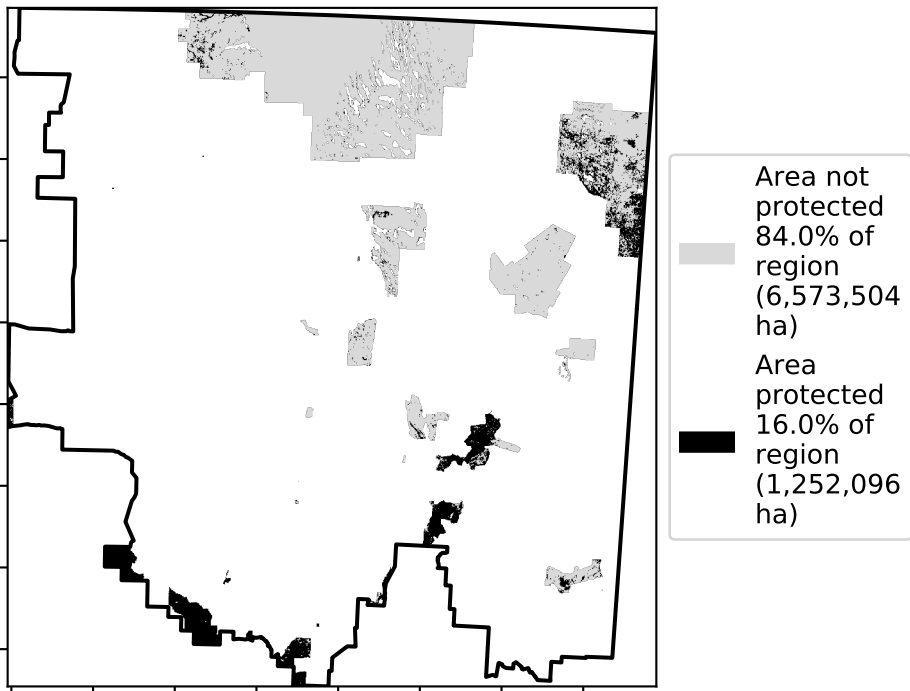 Area not
protected
84.0% of
region
(6,573,504
ha)
Area
protected
16.0% of
region
(1,252,096
ha)